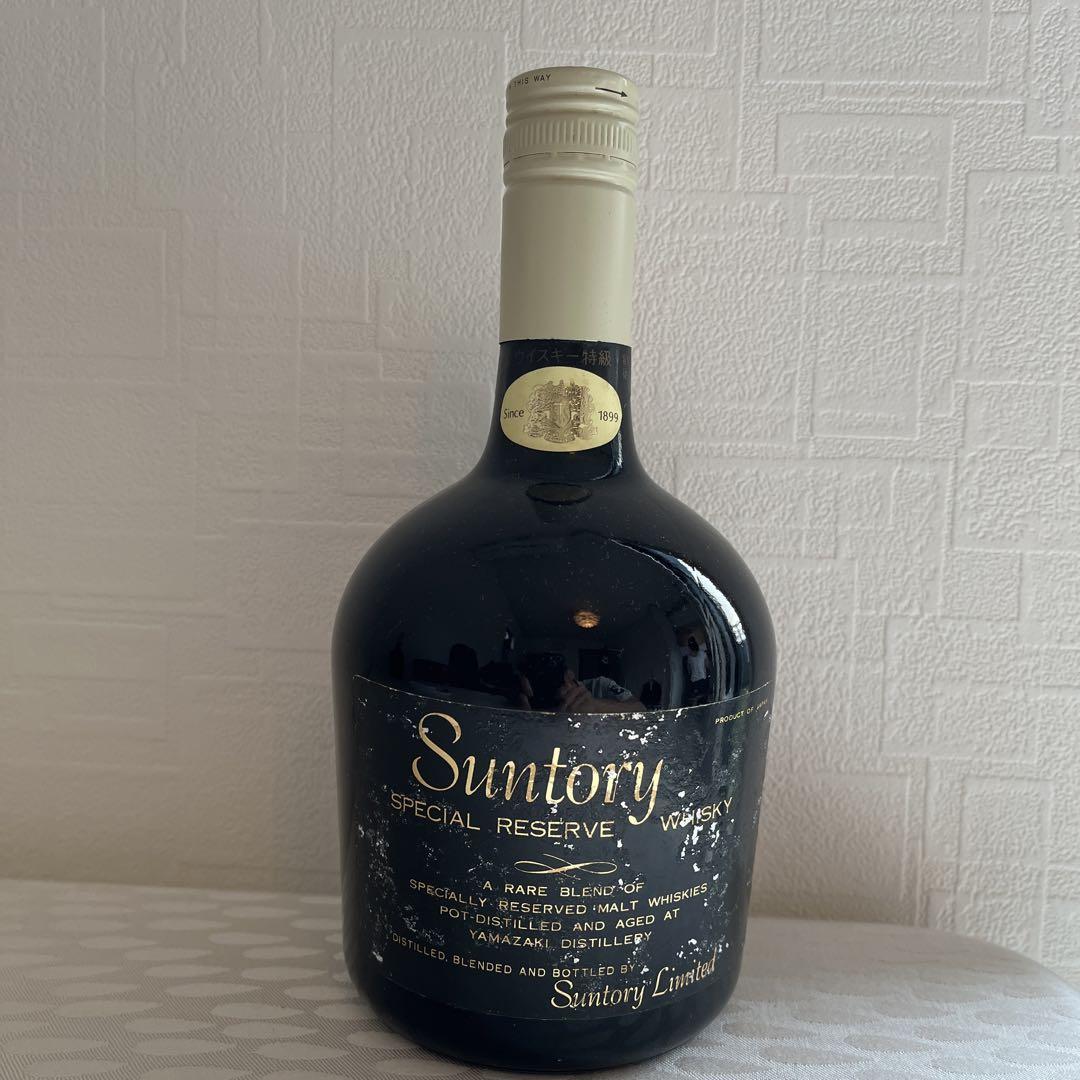 THIS WAY
ウイスキー特級
Since 1899
PRODUCT OF JAPAN
Suntory
SPECIAL RESERVE WHISKY
A RARE BLEND OF
SPECIALLY RESERVED MALT WHISKIES
POT-DISTILLED AND AGED AT
YAMAZAKI DISTILLERY
DISTILLED, BLENDED AND BOTTLED BY
Suntory Limited